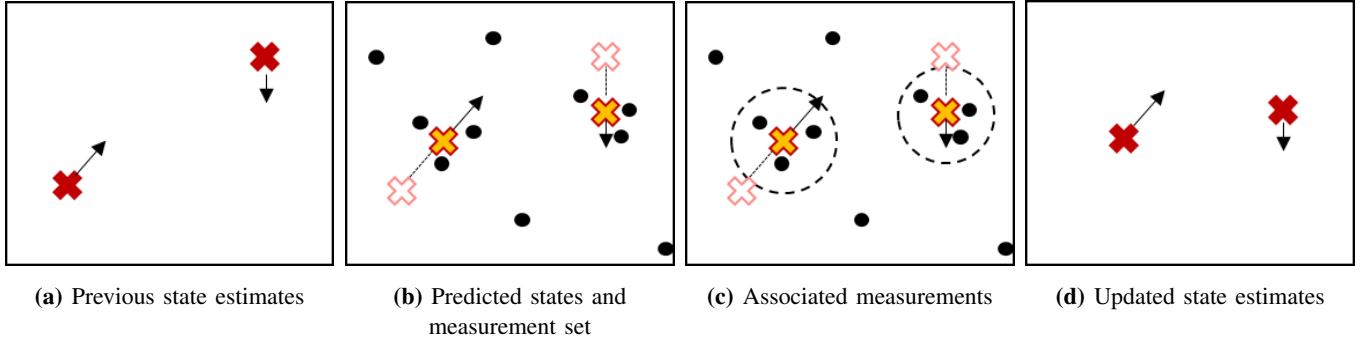 (a) Previous state estimates
(b) Predicted states and
measurement set
(c) Associated measurements
(d) Updated state estimates